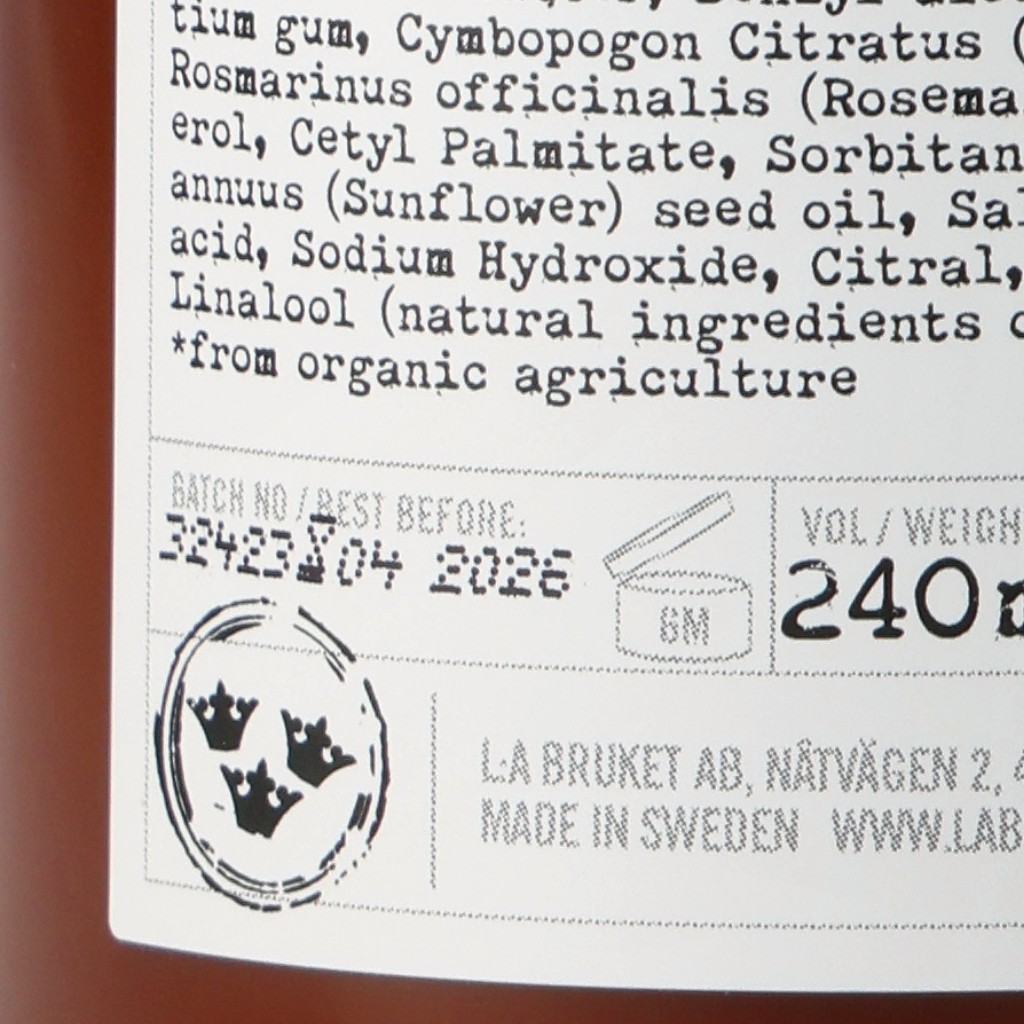 tium gum, Cymbopogon Citratus (
Rosmarinus officinalis (Rosema
erol, Cetyl Palmitate, Sorbitan
annuus (Sunflower) seed oil, Sal
acid, Sodium Hydroxide, Citral,
Linalool (natural ingredients o
*from organic agriculture
BATCH NO / BEST BEFORE:
32423 04 2026
6M
VOL / WEIGH
240
L:A BRUKET AB, NÄTVÄGEN 2,
MADE IN SWEDEN WWW.LAB